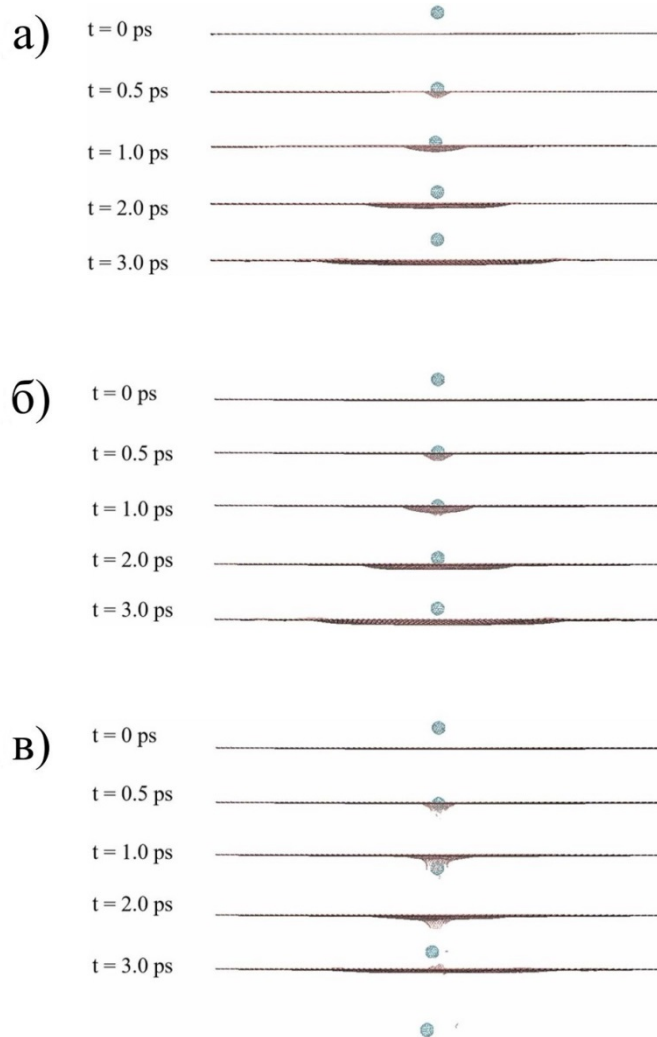 а)
t = 0 ps
t = 0.5 ps
t = 1.0 ps
t = 2.0 ps
t = 3.0 ps
б)
t = 0 ps
t = 0.5 ps
t = 1.0 ps
t = 2.0 ps
t = 3.0 ps
в)
t = 0 ps
t = 0.5 ps
t = 1.0 ps
t = 2.0 ps
t = 3.0 ps